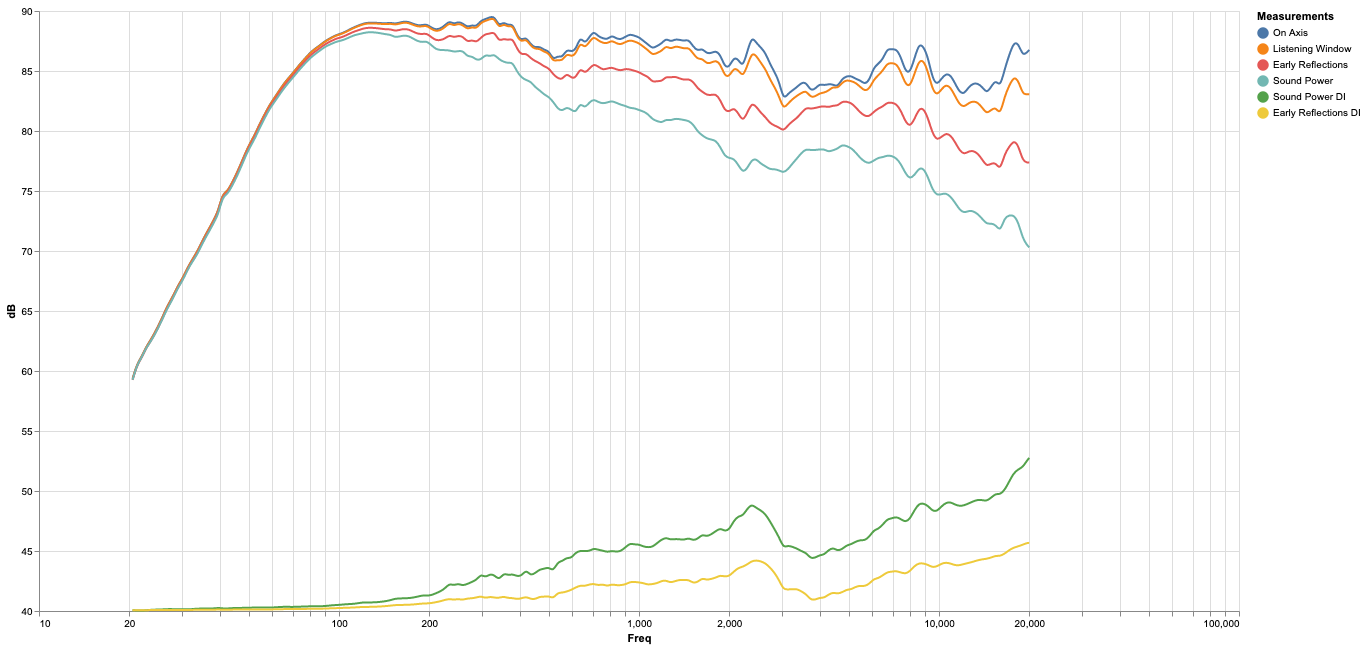 Measurements
On Axis
Listening Window
Early Reflections
Sound Power
Sound Power DI
Early Reflections DI
90
85
80
75
70
65
60
55
50
45
40
dB
10 20 100 200 1,000 2,000 10,000 20,000 100,000
Freq